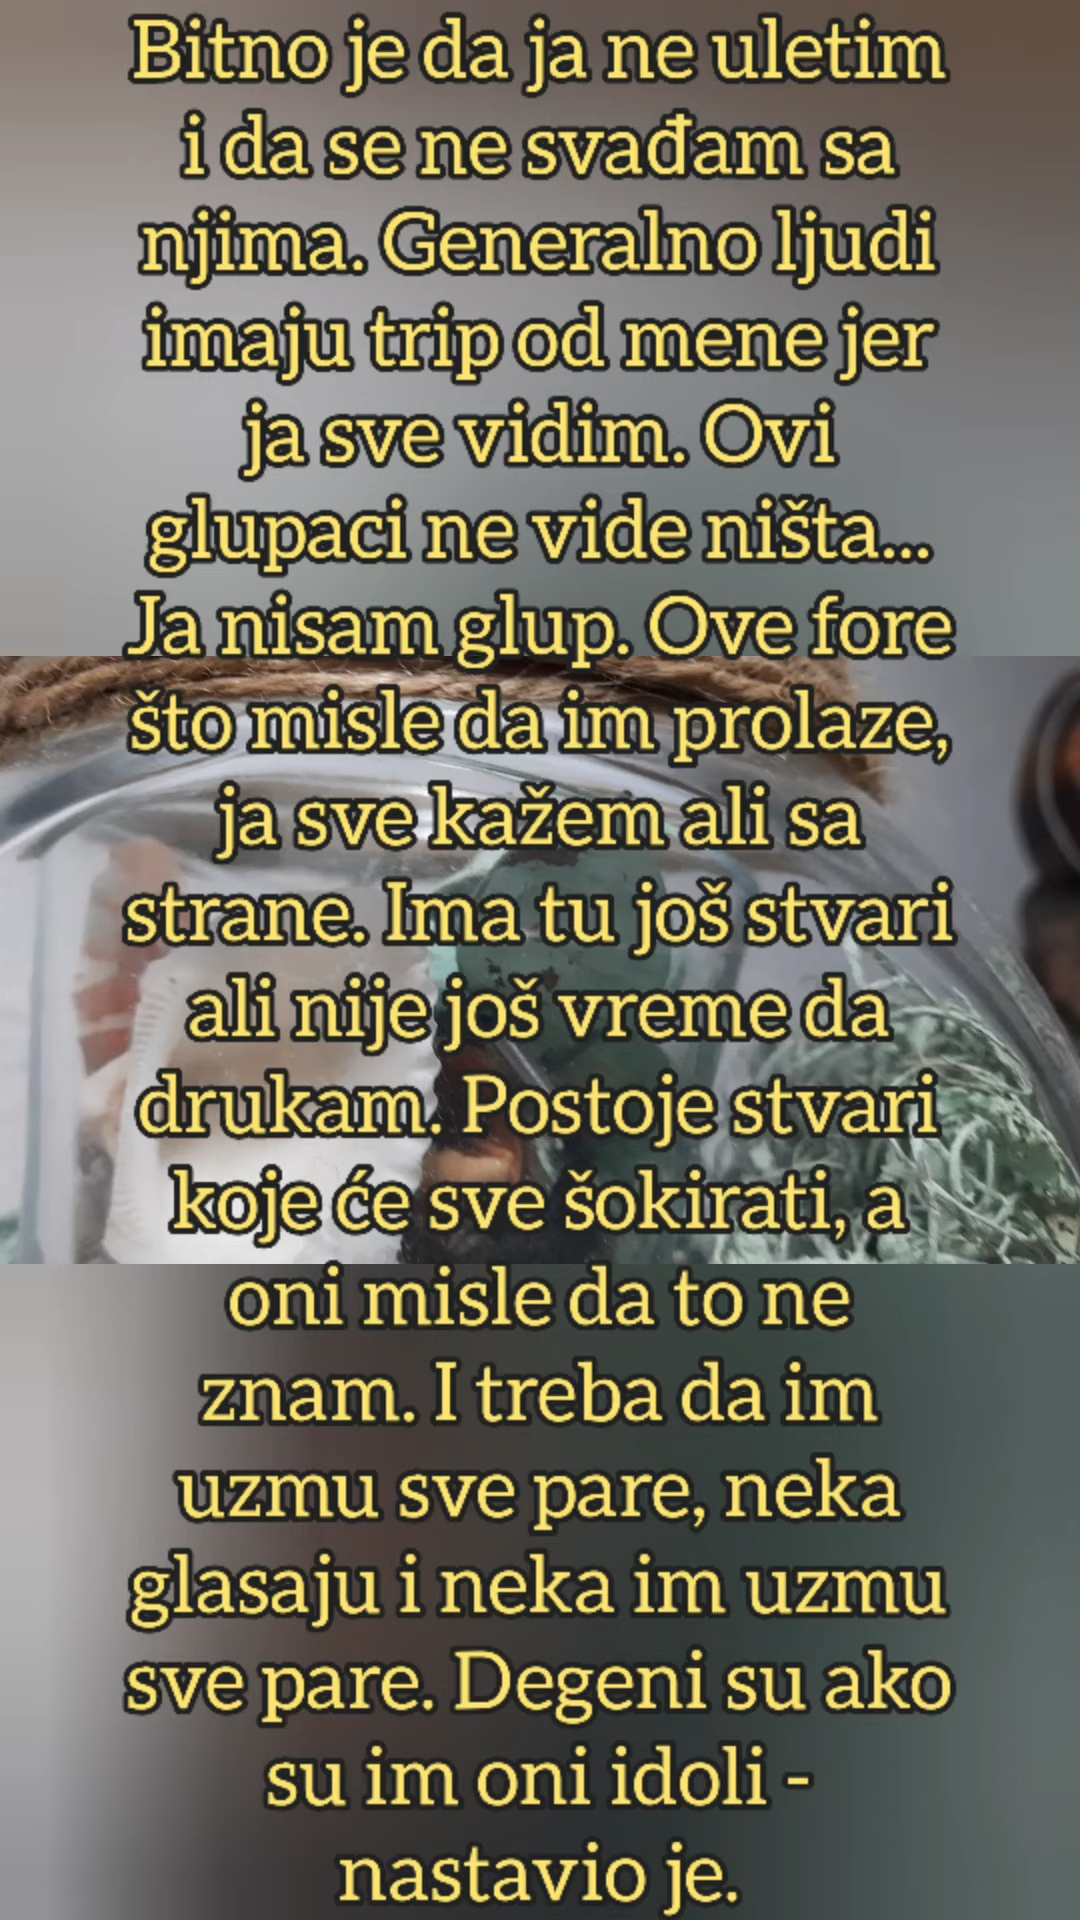 Bitno je da ja ne uletim
i da se ne svađam sa
njima. Generalno ljudi
imaju trip od mene jer
ja sve vidim. Ovi
glupaci ne vide ništa...
Ja nisam glup. Ove fore
što misle da im prolaze,
ja sve kažem ali sa
strane. Ima tu još stvari
ali nije još vreme da
drukam. Postoje stvari
koje će sve šokirati, a
oni misle da to ne
znam. I treba da im
uzmu sve pare, neka
glasaju i neka im uzmu
sve pare. Degeni su ako
su im oni idoli -
nastavio je.